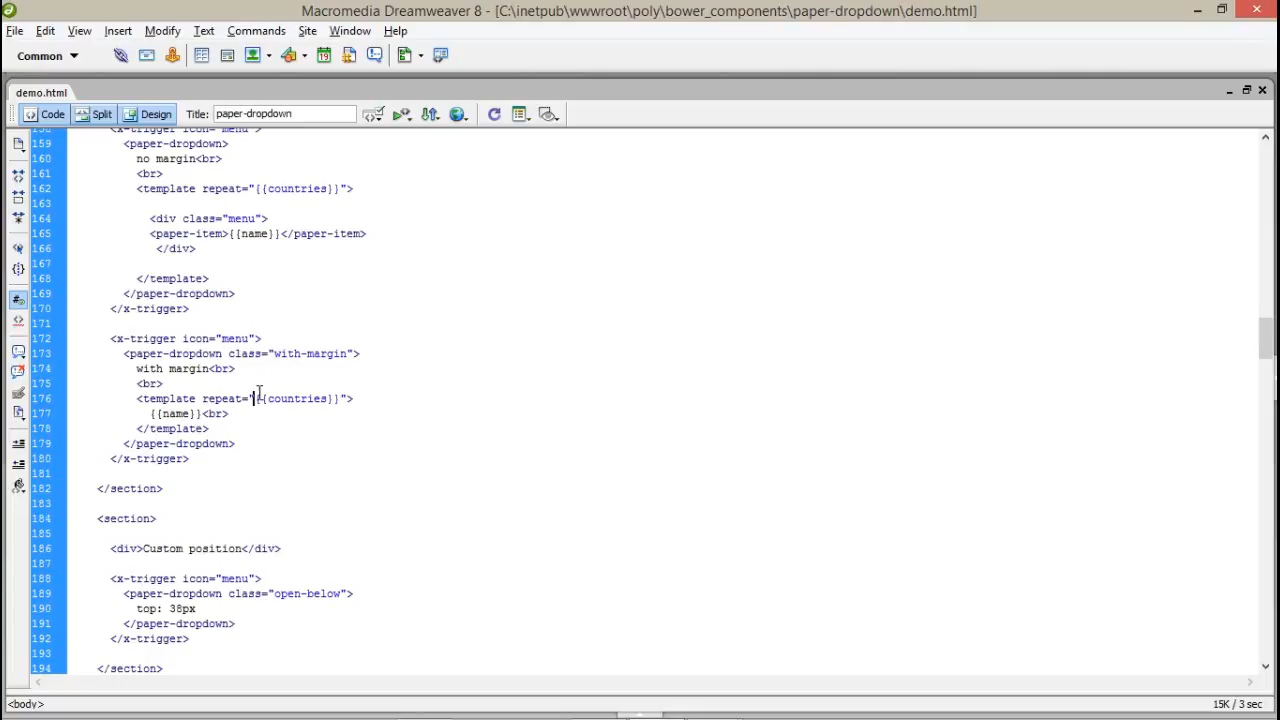 Macromedia Dreamweaver 8 - [C:\inetpub\wwwroot\poly\bower_components\paper-dropdown\demo.html]
File Edit View Insert Modify Text Commands Site Window Help
Common
19
demo.html
Code Split Design Title: paper-dropdown
158 <x-trigger icon="menu">
159 <paper-dropdown>
160 no margin<br>
161 <br>
162 <template repeat="{{countries}}">
163
164 <div class="menu">
165 <paper-item>{{name}}</paper-item>
166 </div>
167
168 </template>
169 </paper-dropdown>
170 </x-trigger>
171
172 <x-trigger icon="menu">
173 <paper-dropdown class="with-margin">
174 with margin<br>
175 <br>
176 <template repeat="{{countries}}">
177 {{name}}<br>
178 </template>
179 </paper-dropdown>
180 </x-trigger>
181
182 </section>
183
184 <section>
185
186 <div>Custom position</div>
187
188 <x-trigger icon="menu">
189 <paper-dropdown class="open-below">
190 top: 38px
191 </paper-dropdown>
192 </x-trigger>
193
194 </section>
<body> 15K / 3 sec